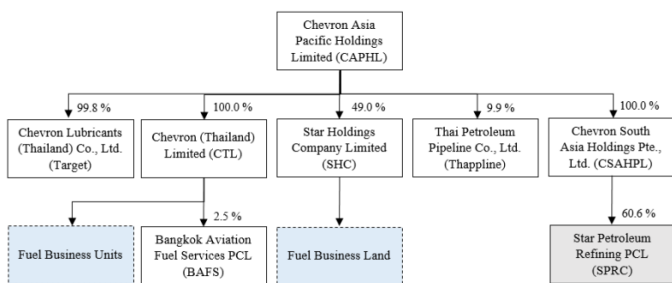 Chevron Asia
Pacific Holdings
Limited (CAPHL)
99.8 %
100.0 %
49.0 %
9.9 %
100.0 %
Chevron Lubricants
(Thailand) Co., Ltd.
(Target)
Chevron (Thailand)
Limited (CTL)
Star Holdings
Company Limited
(SHC)
Thai Petroleum
Pipeline Co., Ltd.
(Thappline)
Chevron South
Asia Holdings Pte.,
Ltd. (CSAHPL)
2.5 %
60.6 %
Fuel Business Units
Bangkok Aviation
Fuel Services PCL
(BAFS)
Fuel Business Land
Star Petroleum
Refining PCL
(SPRC)